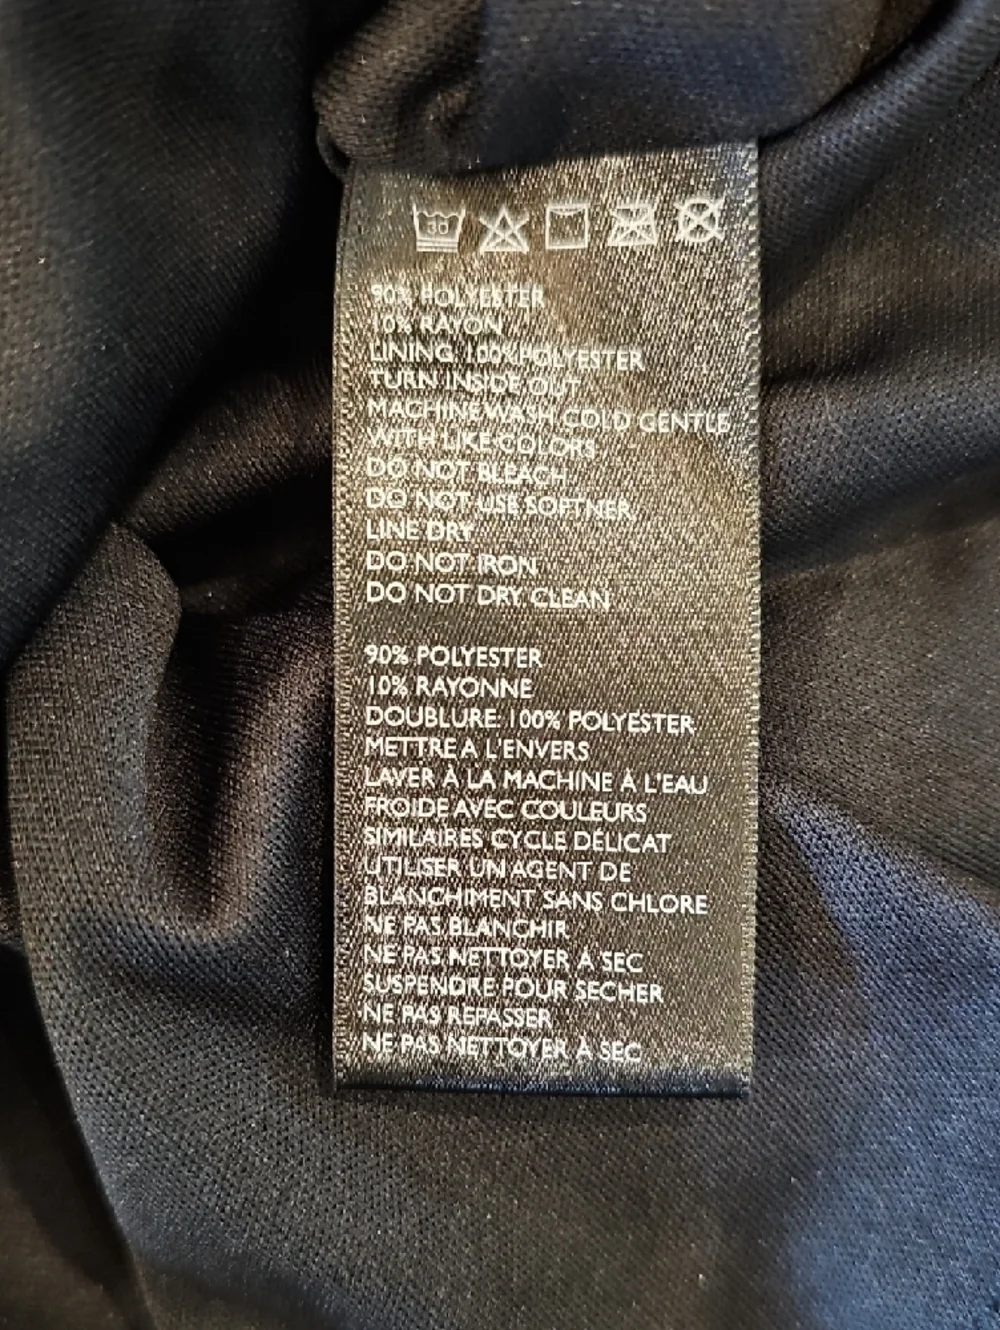 30
90% POLYESTER
10% RAYON
LINING 100%POLYESTER
TURN INSIDE OUT
MACHINE WASH COLD GENTLE
WITH LIKE COLORS
DO NOT BLEACH
DO NOT USE SOFTNER
LINE DRY
DO NOT IRON
DO NOT DRY CLEAN
90% POLYESTER
10% RAYONNE
DOUBLURE 100% POLYESTER
METTRE A L'ENVERS
LAVER À LA MACHINE À L'EAU
FROIDE AVEC COULEURS
SIMILAIRES CYCLE DÉLICAT
UTILISER UN AGENT DE
BLANCHIMENT SANS CHLORE
NE PAS BLANCHIR
NE PAS NETTOYER À SEC
SUSPENDRE POUR SECHER
NE PAS REPASSER
NE PAS NETTOYER À SEC